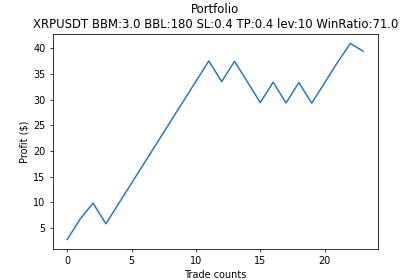 Portfolio
XRPUSDT BBM:3.0 BBL:180 SL:0.4 TP:0.4 lev:10 WinRatio:71.0
40
35
30
25
20
15
10
5
Profit ($)
0 5 10 15 20
Trade counts